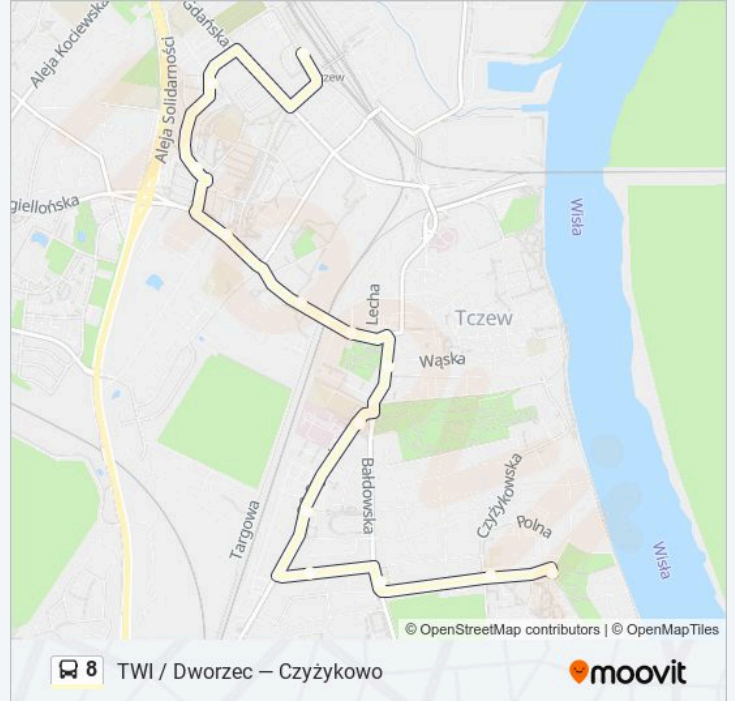 Gdańska
Aleja Kociewska
Aleja Solidarności
zew
giellońska
Wisła
Lecha
Tczew
Wąska
Bałdowska
Czyżykowska
Polna
Targowa
Wisła
© OpenStreetMap contributors | © OpenMapTiles
8 TWI / Dworzec — Czyżykowo
moovit